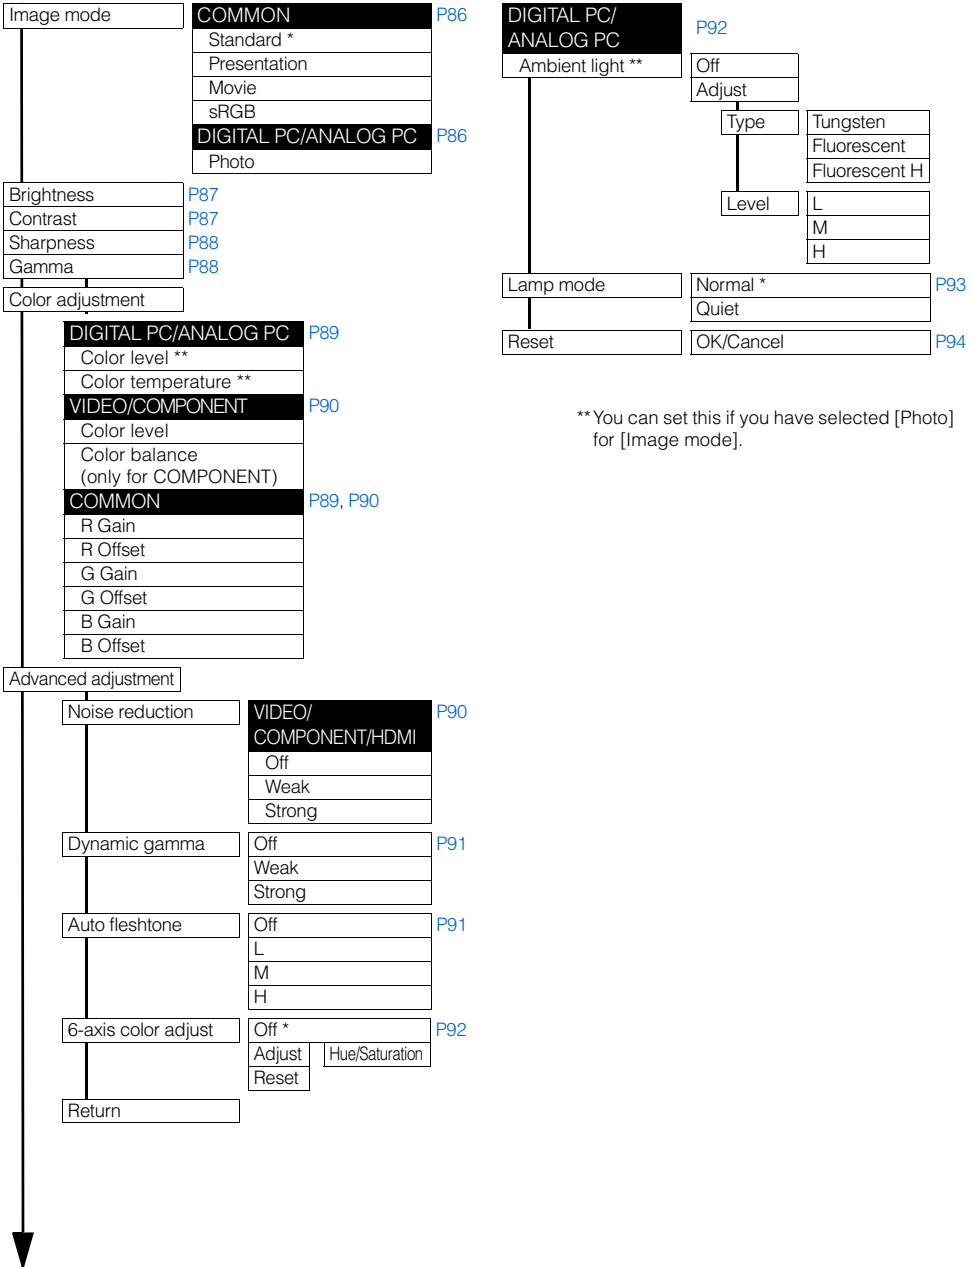 Image mode
COMMON P86
Standard *
Presentation
Movie
sRGB
DIGITAL PC/ANALOG PC P86
Photo
Brightness P87
Contrast P87
Sharpness P88
Gamma P88
Color adjustment
DIGITAL PC/ANALOG PC P89
Color level **
Color temperature **
VIDEO/COMPONENT P90
Color level
Color balance
(only for COMPONENT)
COMMON P89, P90
R Gain
R Offset
G Gain
G Offset
B Gain
B Offset
Advanced adjustment
Noise reduction
VIDEO/ P90
COMPONENT/HDMI
Off
Weak
Strong
Dynamic gamma
Off P91
Weak
Strong
Auto fleshtone
Off P91
L
M
H
6-axis color adjust
Off * P92
Adjust Hue/Saturation
Reset
Return
DIGITAL PC/
ANALOG PC P92
Ambient light **
Off
Adjust
Type
Tungsten
Fluorescent
Fluorescent H
Level
L
M
H
Lamp mode
Normal * P93
Quiet
Reset
OK/Cancel P94
** You can set this if you have selected [Photo]
for [Image mode].